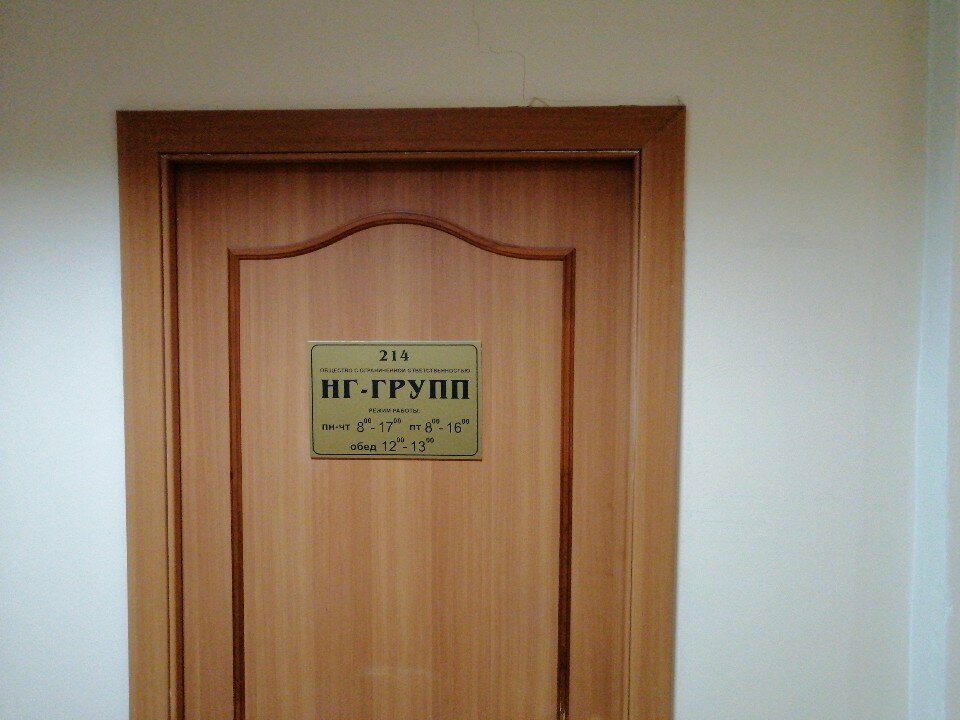 214
ОБЩЕСТВО С ОГРАНИЧЕННОЙ ОТВЕТСТВЕННОСТЬЮ
НГ-ГРУПП
РЕЖИМ РАБОТЫ:
пн-чт 8⁰⁰-17⁰⁰ пт 8⁰⁰-16⁰⁰
обед 12⁰⁰-13⁰⁰